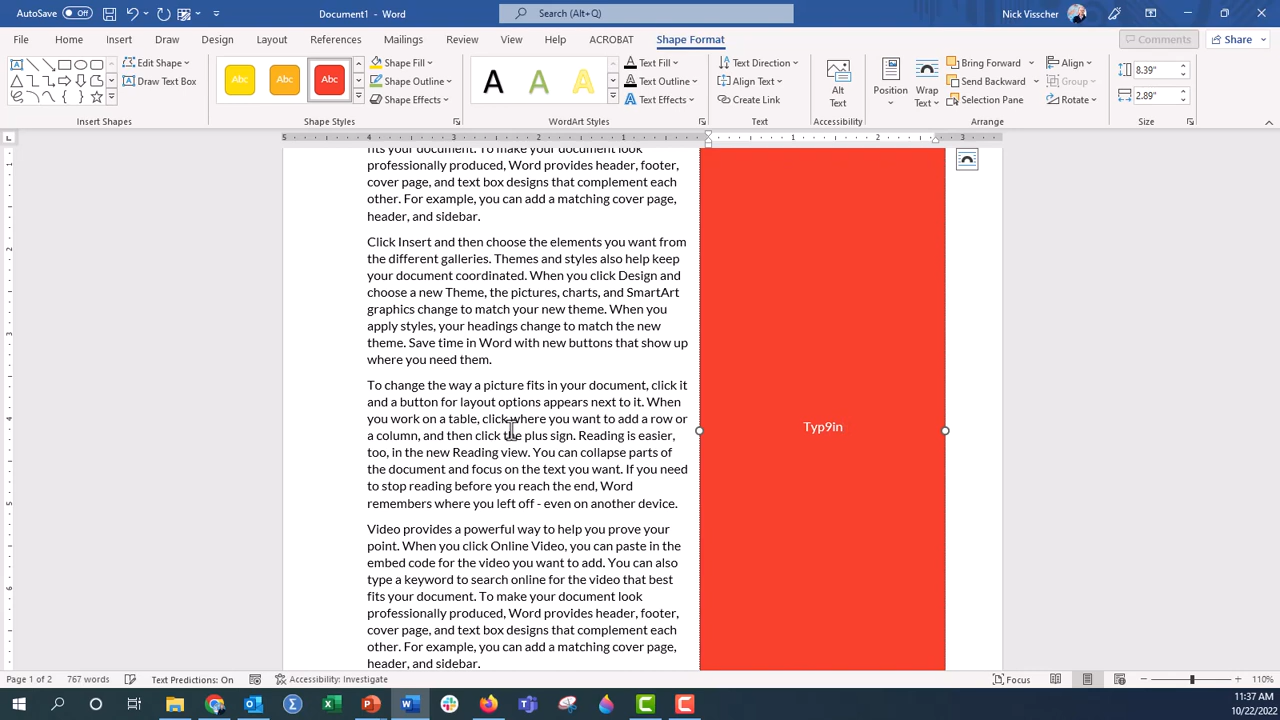 AutoSave Off
Document1 - Word
Search (Alt+Q)
Nick Visscher
File Home Insert Draw Design Layout References Mailings Review View Help ACROBAT Shape Format
Comments
Share
Edit Shape
Draw Text Box
Insert Shapes
Abc Abc Abc
Shape Fill
Shape Outline
Shape Effects
Shape Styles
A A A
Text Fill
Text Outline
Text Effects
WordArt Styles
Text Direction
Align Text
Create Link
Text
Alt
Text
Accessibility
Position
Wrap
Text
Bring Forward
Send Backward
Selection Pane
Align
Group
Rotate
Arrange
8.39"
2.89"
Size
5 4 3 2 1 1 2 3
fits your document. To make your document look
professionally produced, Word provides header, footer,
cover page, and text box designs that complement each
other. For example, you can add a matching cover page,
header, and sidebar.
Click Insert and then choose the elements you want from
the different galleries. Themes and styles also help keep
your document coordinated. When you click Design and
choose a new Theme, the pictures, charts, and SmartArt
graphics change to match your new theme. When you
apply styles, your headings change to match the new
theme. Save time in Word with new buttons that show up
where you need them.
To change the way a picture fits in your document, click it
and a button for layout options appears next to it. When
you work on a table, click where you want to add a row or
a column, and then click the plus sign. Reading is easier,
too, in the new Reading view. You can collapse parts of
the document and focus on the text you want. If you need
to stop reading before you reach the end, Word
remembers where you left off - even on another device.
Video provides a powerful way to help you prove your
point. When you click Online Video, you can paste in the
embed code for the video you want to add. You can also
type a keyword to search online for the video that best
fits your document. To make your document look
professionally produced, Word provides header, footer,
cover page, and text box designs that complement each
other. For example, you can add a matching cover page,
header, and sidebar.
Typ9in
Page 1 of 2 767 words Text Predictions: On Accessibility: Investigate
Focus
110%
11:37 AM
10/22/2022